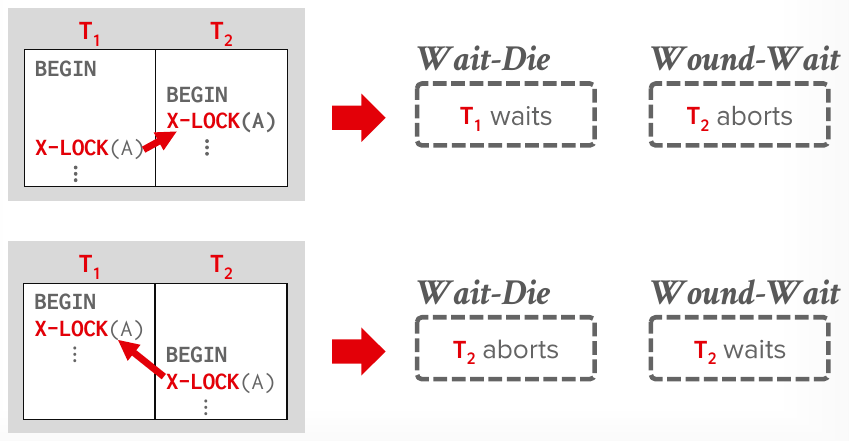 T₁ T₂
BEGIN
BEGIN
X-LOCK(A)
X-LOCK(A)
⋮
⋮
Wait-Die
T₁ waits
Wound-Wait
T₂ aborts
T₁ T₂
BEGIN
X-LOCK(A)
⋮
BEGIN
X-LOCK(A)
⋮
Wait-Die
T₂ aborts
Wound-Wait
T₂ waits